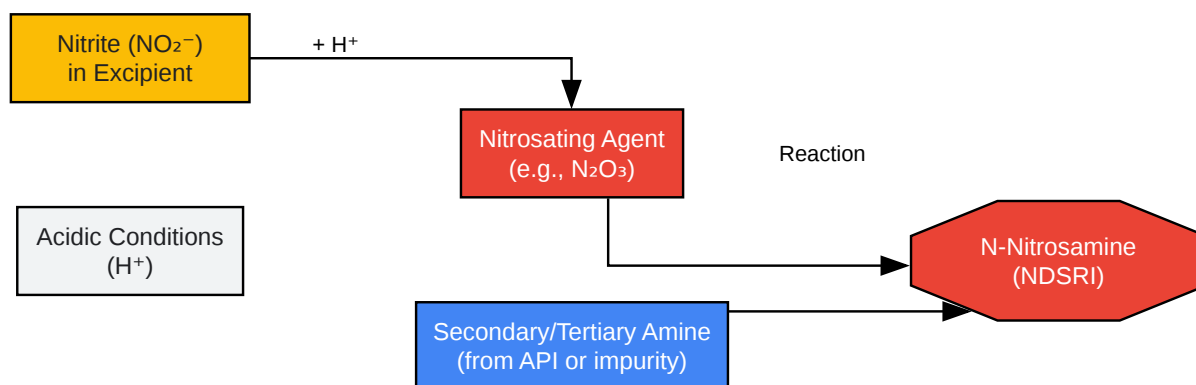 Nitrite (NO₂⁻)
in Excipient
+ H⁺
Nitrosating Agent
(e.g., N₂O₃)
Reaction
Acidic Conditions
(H⁺)
N-Nitrosamine
(NDSRI)
Secondary/Tertiary Amine
(from API or impurity)